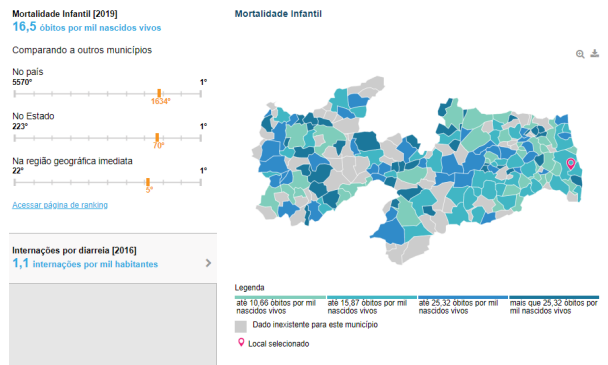 Mortalidade Infantil [2019]
16,5 óbitos por mil nascidos vivos
Comparando a outros municípios
No país
5570º 1º
1634º
No Estado
223º 1º
70º
Na região geográfica imediata
22º 1º
5º
Acessar página de ranking
Internações por diarreia [2016]
1,1 internações por mil habitantes
Mortalidade Infantil
Legenda
até 10,66 óbitos por mil nascidos vivos
até 15,87 óbitos por mil nascidos vivos
até 25,32 óbitos por mil nascidos vivos
mais que 25,32 óbitos por mil nascidos vivos
Dado inexistente para este município
Local selecionado